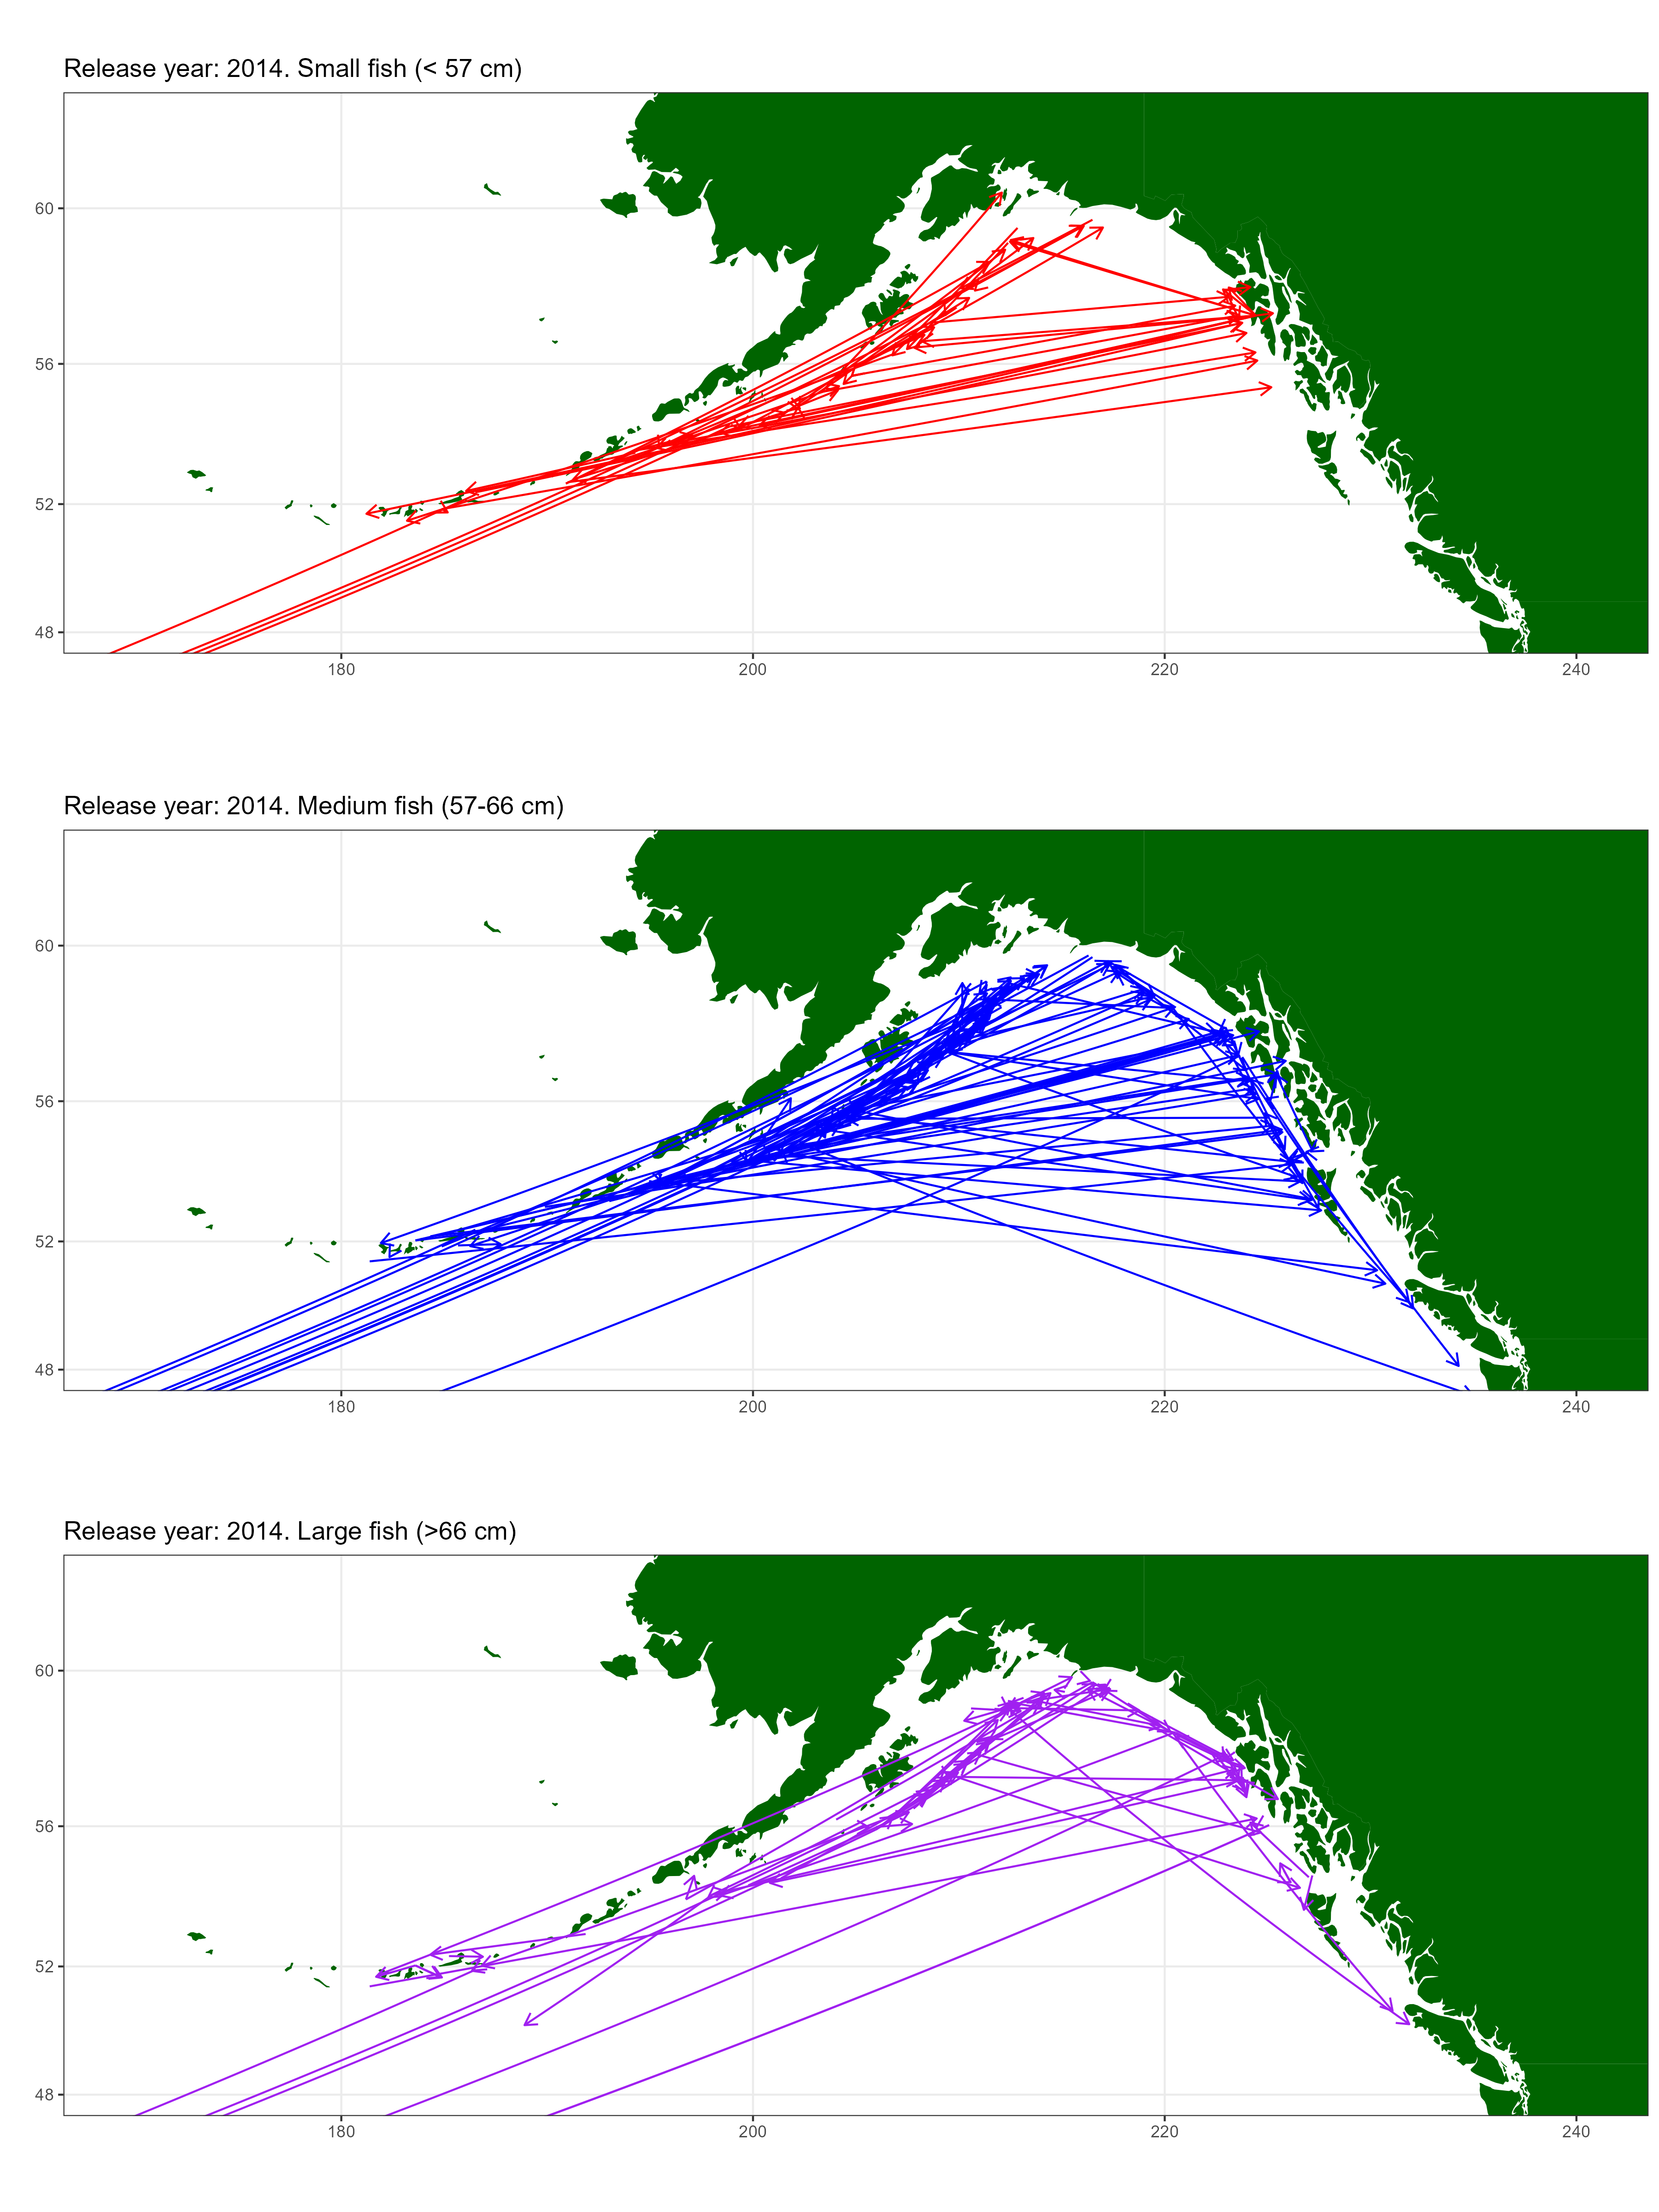 Release year: 2014. Small fish (< 57 cm)
60
56
52
48
180 200 220 240
Release year: 2014. Medium fish (57-66 cm)
60
56
52
48
180 200 220 240
Release year: 2014. Large fish (>66 cm)
60
56
52
48
180 200 220 240